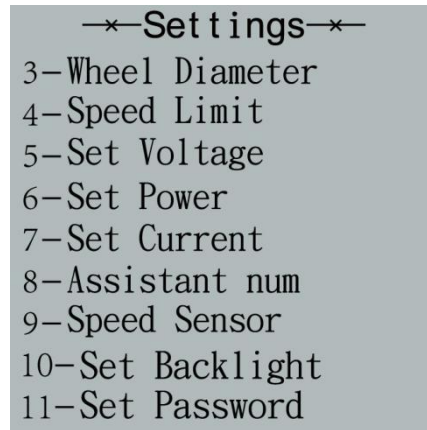 Settings
3-Wheel Diameter
4-Speed Limit
5-Set Voltage
6-Set Power
7-Set Current
8-Assistant num
9-Speed Sensor
10-Set Backlight
11-Set Password